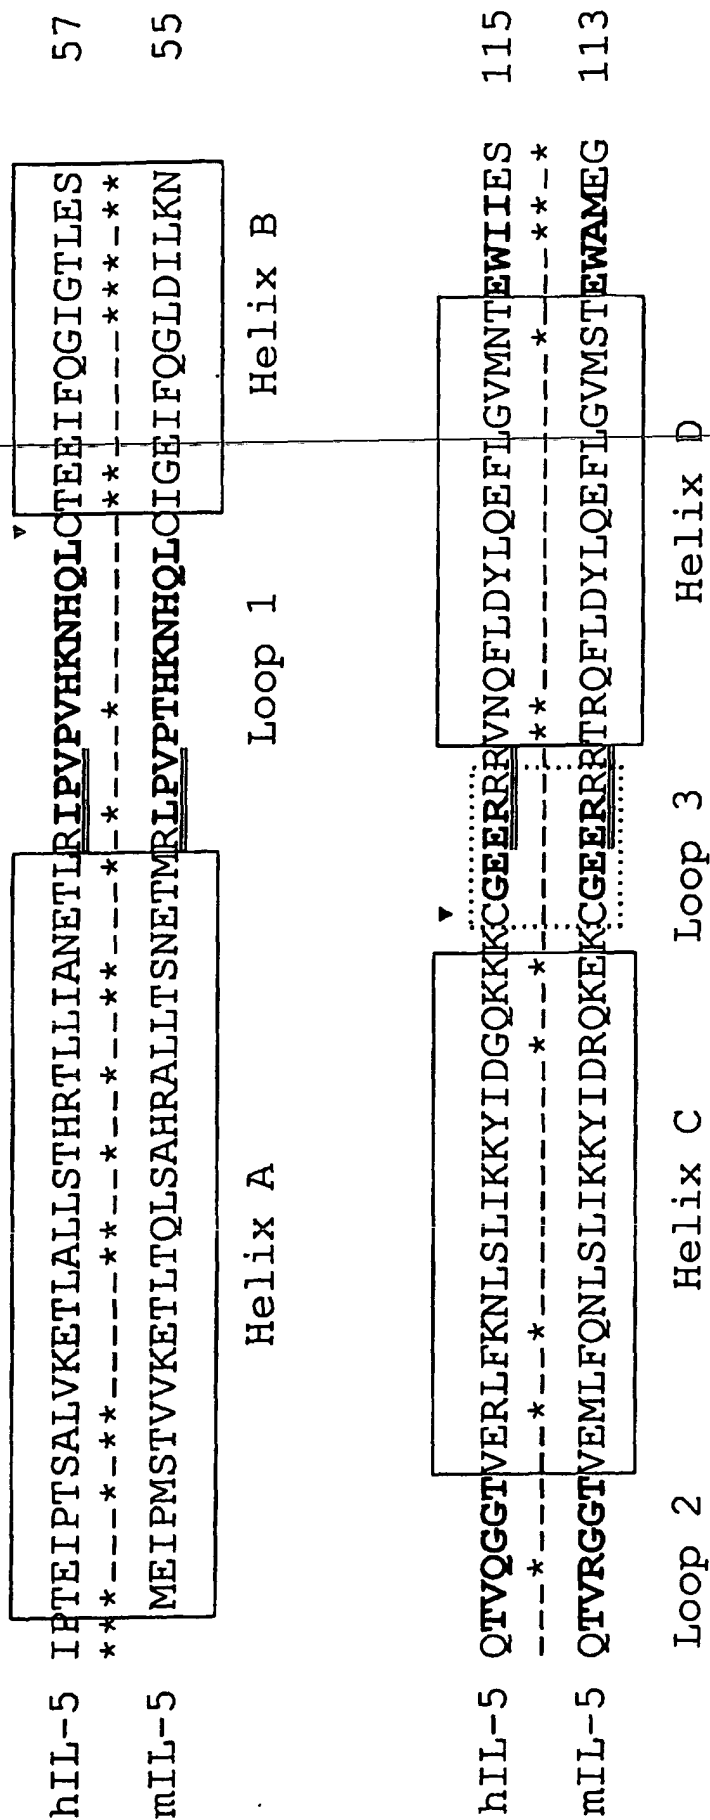 hIL-5 IPTEIPTSALVKETLALLSTHRTLLIANETLRIPVPVHKNHQLCTEEIFQGIGTLES 57
***---*-**-----**--*--*--**---*-*---*-------**-----***-**
mIL-5 MEIPMSTVVKETLTQLSAHRALLTSNETMRLPVPTHKNHQLCIGEIFQGLDILKN 55
Helix A Loop 1 Helix B
hIL-5 QTVQGGTVERLFKNLSLIKKYIDGQKKKCGEERRRVNQFLDYLQEFLGVMNTEWIIES 115
---*-----*--*----------*--*--------**-------------*---**-*
mIL-5 QTVRGGTVEMLFQNLSLIKKYIDRQKEKCGEERRRTRQFLDYLQEFLGVMSTEWAMEG 113
Loop 2 Helix C Loop 3 Helix D